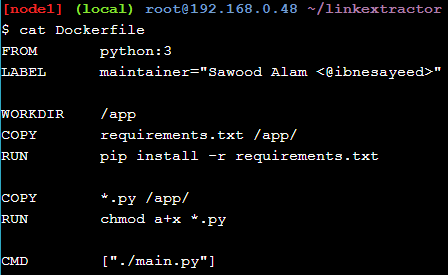 [node1] (local) root@192.168.0.48 ~/linkextractor
$ cat Dockerfile
FROM       python:3
LABEL      maintainer="Sawood Alam <@ibnesayeed>"

WORKDIR    /app
COPY       requirements.txt /app/
RUN        pip install -r requirements.txt

COPY       *.py /app/
RUN        chmod a+x *.py

CMD        ["./main.py"]